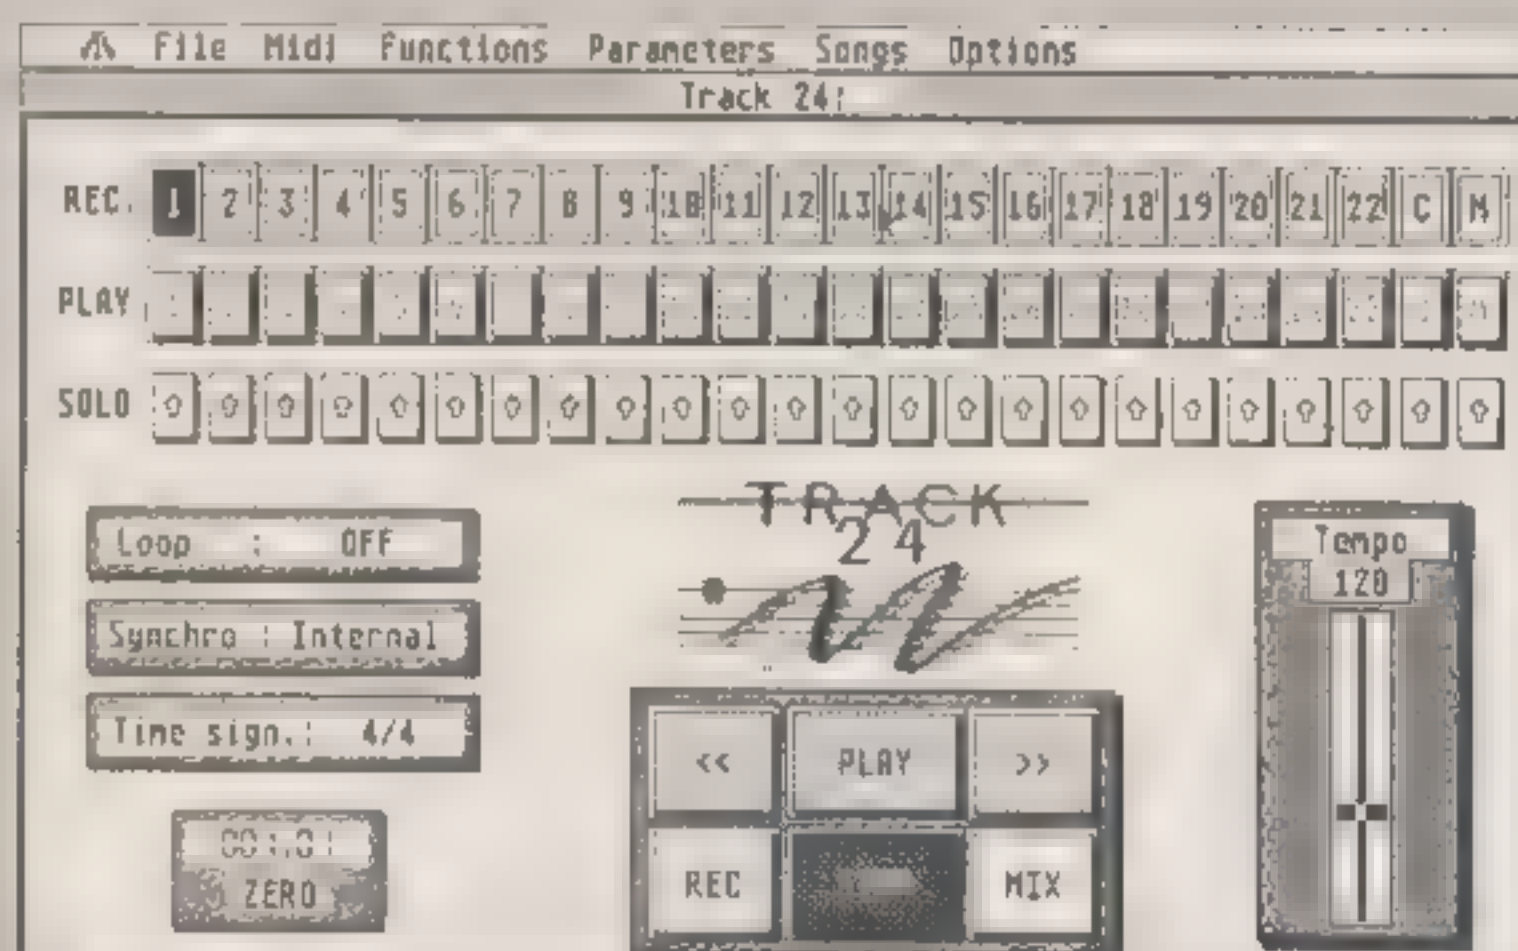 File Midi Functions Parameters Songs Options
Track 24:
REC. 1 2 3 4 5 6 7 8 9 10 11 12 13 14 15 16 17 18 19 20 21 22 C M
PLAY
SOLO
TRACK
24
Loop : OFF
Synchro : Internal
Time sign.: 4/4
001:01
ZERO
<< PLAY >>
REC MIX
Tempo
120